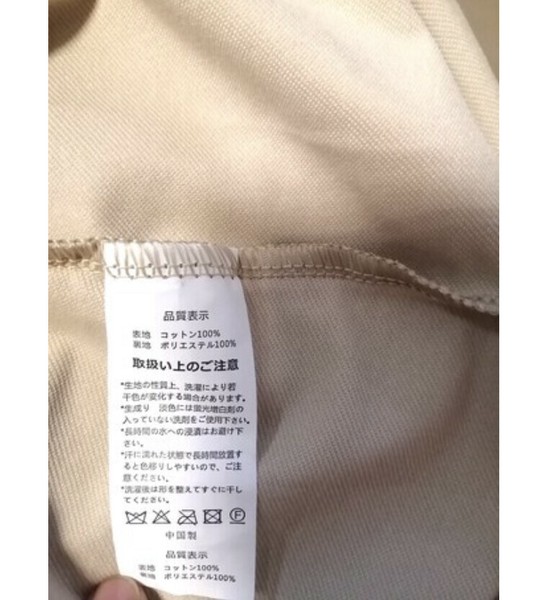 品質表示
表地 コットン100%
裏地 ポリエステル100%
取扱い上のご注意
*生地の性質上、洗濯により若
干色が変化する場合があります。
*生成り 淡色には蛍光増白剤の
入っていない洗剤をご使用下さい。
*長時間の水への浸漬はお避け下
さい。
*汗に濡れた状態で長時間放置す
ると色移りしやすいので、ご注
意ください。
*洗濯後は形を整えてすぐに干し
てください。
中国製
品質表示
表地 コットン100%
裏地 ポリエステル100%